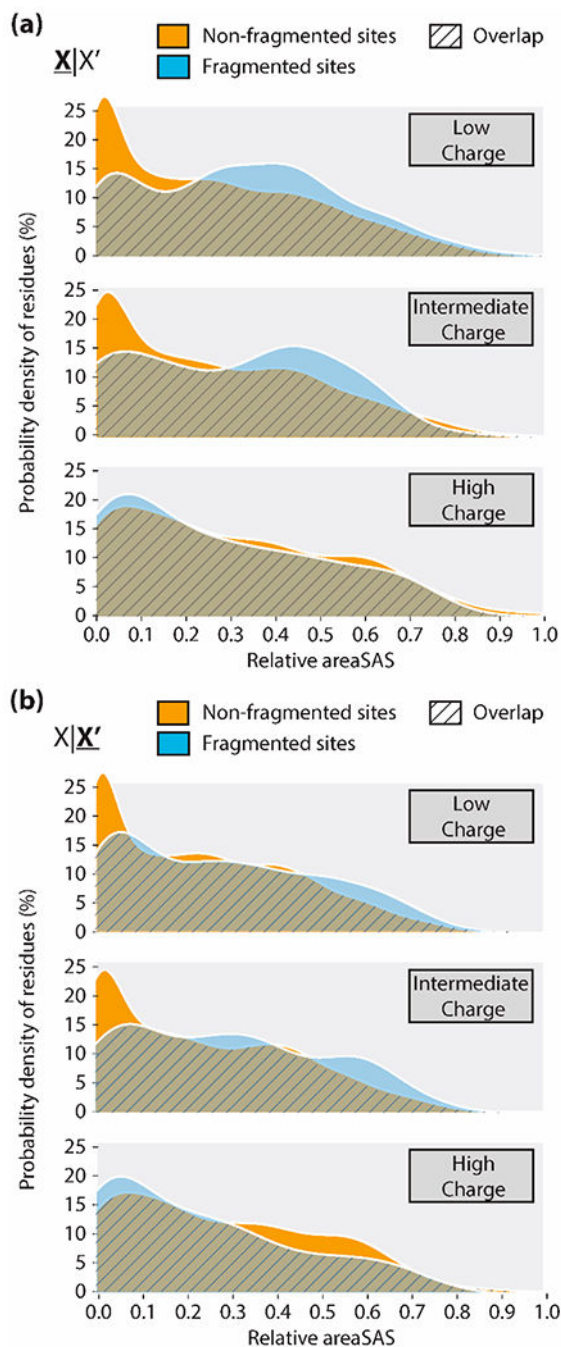 (a)
Non-fragmented sites
Overlap
X|X′
Fragmented sites
25
20
15
10
5
0
Low
Charge
25
20
15
10
5
0
Intermediate
Charge
25
20
15
10
5
0
High
Charge
Probability density of residues (%)
0.0 0.1 0.2 0.3 0.4 0.5 0.6 0.7 0.8 0.9 1.0
Relative areaSAS
(b)
Non-fragmented sites
Overlap
X|X′
Fragmented sites
25
20
15
10
5
0
Low
Charge
25
20
15
10
5
0
Intermediate
Charge
25
20
15
10
5
0
High
Charge
Probability density of residues (%)
0.0 0.1 0.2 0.3 0.4 0.5 0.6 0.7 0.8 0.9 1.0
Relative areaSAS